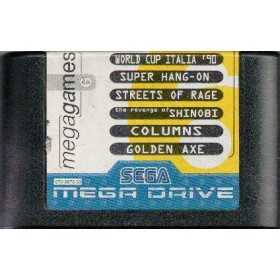 megagames
WORLD CUP ITALIA '90
SUPER HANG-ON
STREETS OF RAGE
the revenge of SHINOBI
COLUMNS
GOLDEN AXE
6
SEGA
MEGA DRIVE